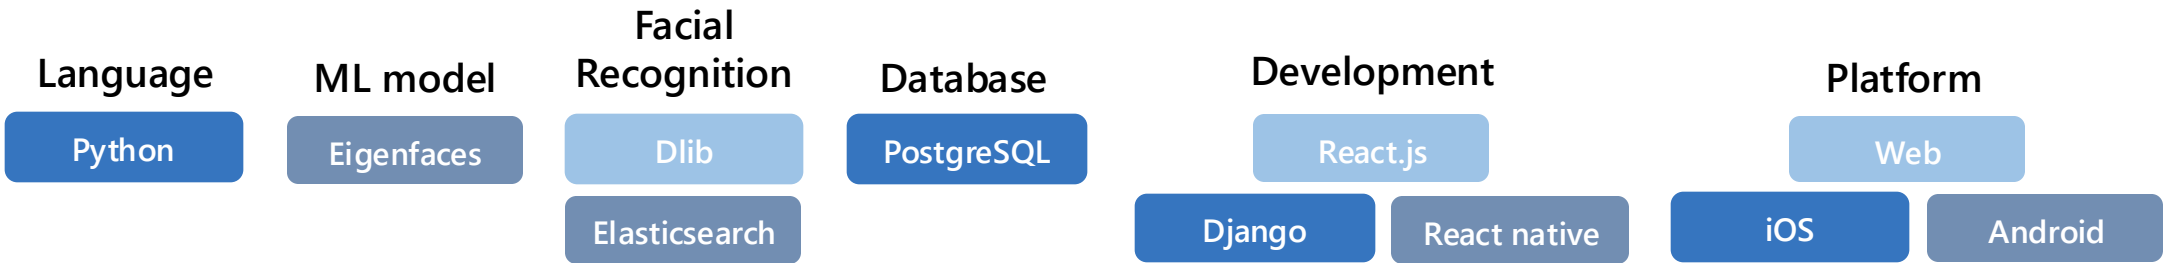 Language
Python
ML model
Eigenfaces
Facial
Recognition
Dlib
Elasticsearch
Database
PostgreSQL
Development
React.js
Django
React native
Platform
Web
iOS
Android